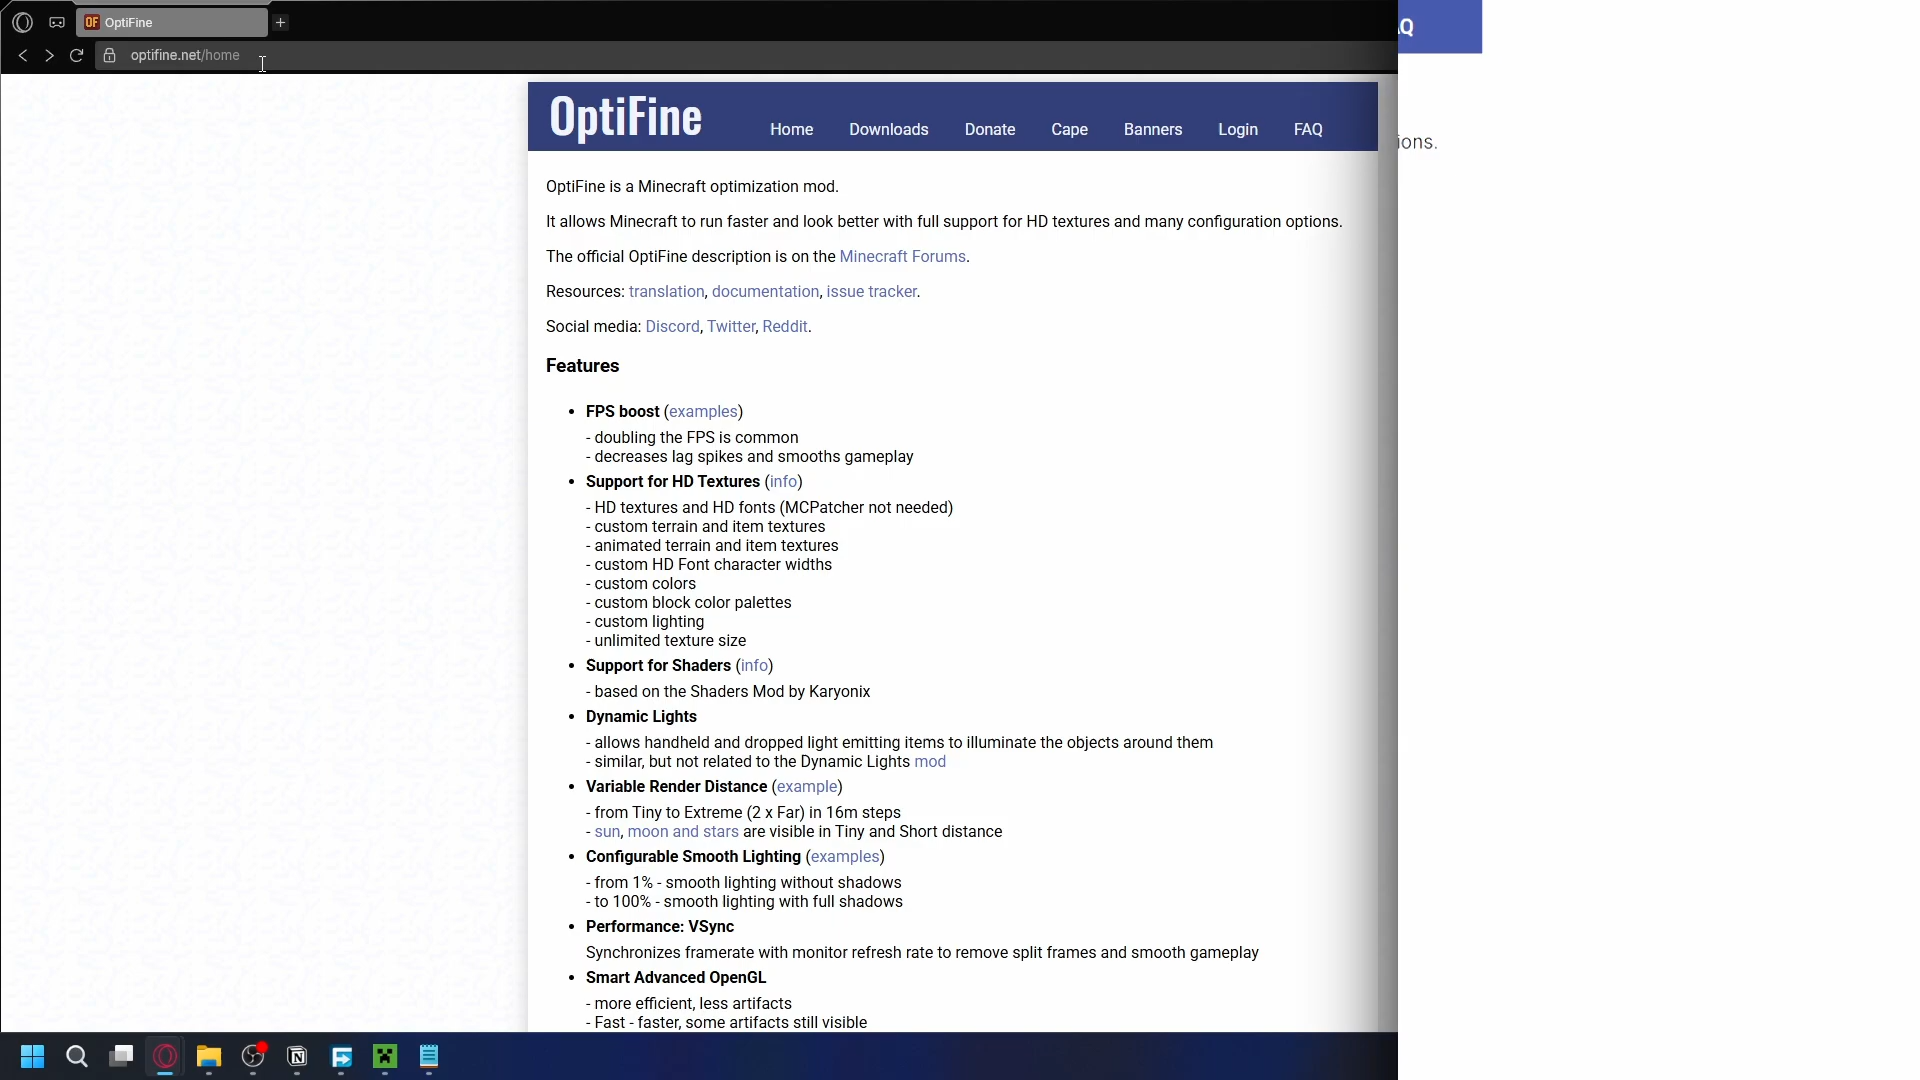 OF OptiFine
optifine.net/home
OptiFine
Home Downloads Donate Cape Banners Login FAQ
OptiFine is a Minecraft optimization mod.
It allows Minecraft to run faster and look better with full support for HD textures and many configuration options.
The official OptiFine description is on the Minecraft Forums.
Resources: translation, documentation, issue tracker.
Social media: Discord, Twitter, Reddit.
Features
• FPS boost (examples)
- doubling the FPS is common
- decreases lag spikes and smooths gameplay
• Support for HD Textures (info)
- HD textures and HD fonts (MCPatcher not needed)
- custom terrain and item textures
- animated terrain and item textures
- custom HD Font character widths
- custom colors
- custom block color palettes
- custom lighting
- unlimited texture size
• Support for Shaders (info)
- based on the Shaders Mod by Karyonix
• Dynamic Lights
- allows handheld and dropped light emitting items to illuminate the objects around them
- similar, but not related to the Dynamic Lights mod
• Variable Render Distance (example)
- from Tiny to Extreme (2 x Far) in 16m steps
- sun, moon and stars are visible in Tiny and Short distance
• Configurable Smooth Lighting (examples)
- from 1% - smooth lighting without shadows
- to 100% - smooth lighting with full shadows
• Performance: VSync
Synchronizes framerate with monitor refresh rate to remove split frames and smooth gameplay
• Smart Advanced OpenGL
- more efficient, less artifacts
- Fast - faster, some artifacts still visible
ions.